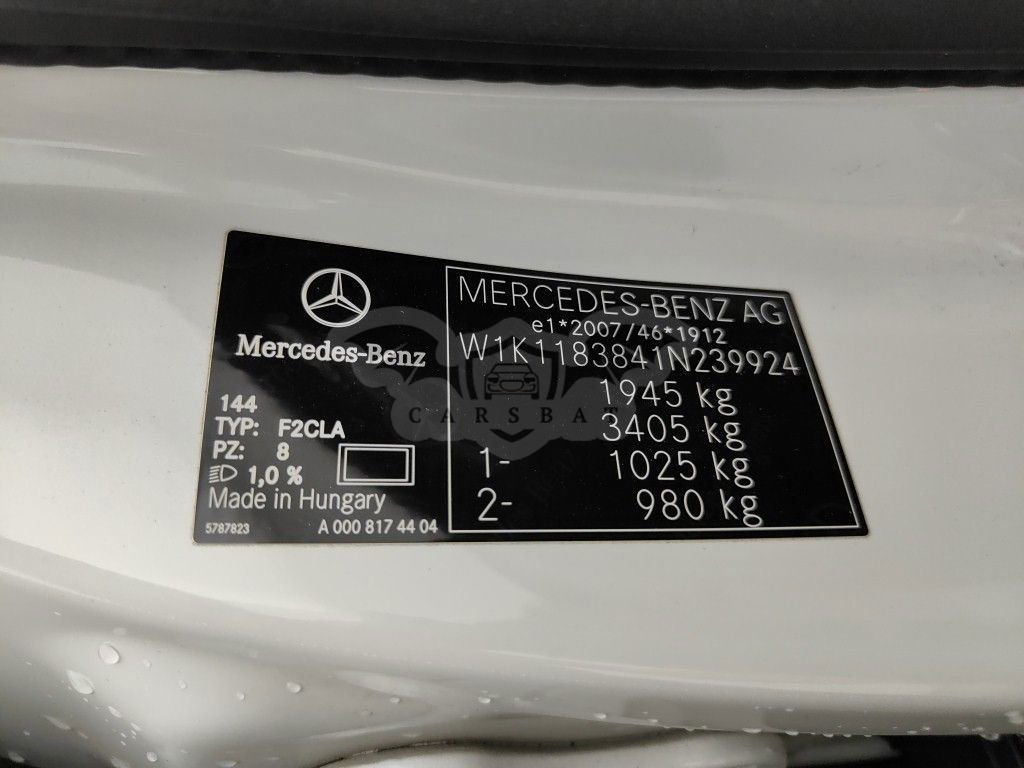 Mercedes-Benz
144
TYP: F2CLA
PZ: 8
1,0 %
Made in Hungary
5787823 A 000 817 44 04
MERCEDES-BENZ AG
e1*2007/46*1912
W1K1183841N239924
1945 kg
3405 kg
1- 1025 kg
2- 980 kg
CARSBAT